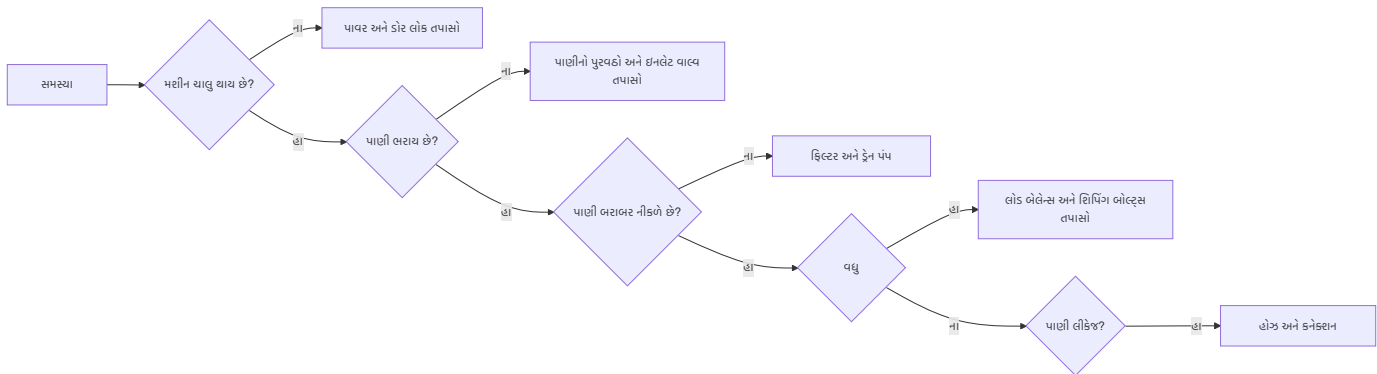 સમસ્યા
મશીન ચાલુ થાય છે?
ના
પાવર અને ડોર લોક તપાસો
હા
પાણી ભરાય છે?
ના
પાણીનો પુરવઠો અને ઇનલેટ વાલ્વ
તપાસો
હા
પાણી બરાબર નીકળે છે?
ના
ફિલ્ટર અને ડ્રેન પંપ
હા
વધુ
હા
લોડ બેલેન્સ અને શિપિંગ બોલ્ટ્સ
તપાસો
ના
પાણી લીકેજ?
હા
હોઝ અને કનેક્શન